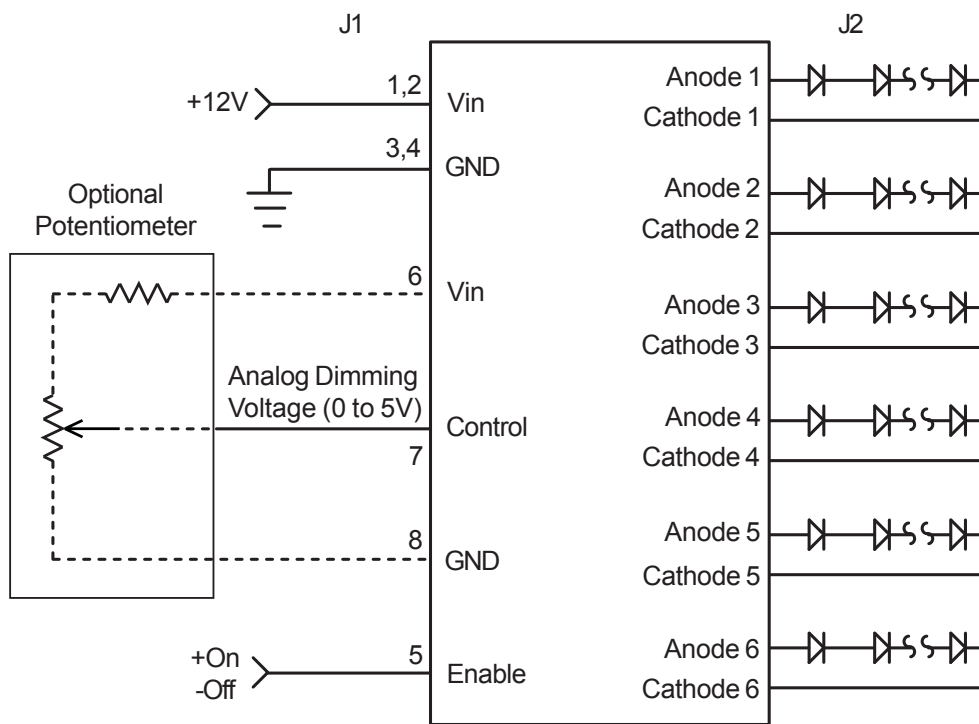 J1
J2
+12V
1,2
Vin
3,4
GND
Optional
Potentiometer
6
Vin
Analog Dimming
Voltage (0 to 5V)
Control
7
8
GND
+On
-Off
5
Enable
Anode 1
Cathode 1
Anode 2
Cathode 2
Anode 3
Cathode 3
Anode 4
Cathode 4
Anode 5
Cathode 5
Anode 6
Cathode 6